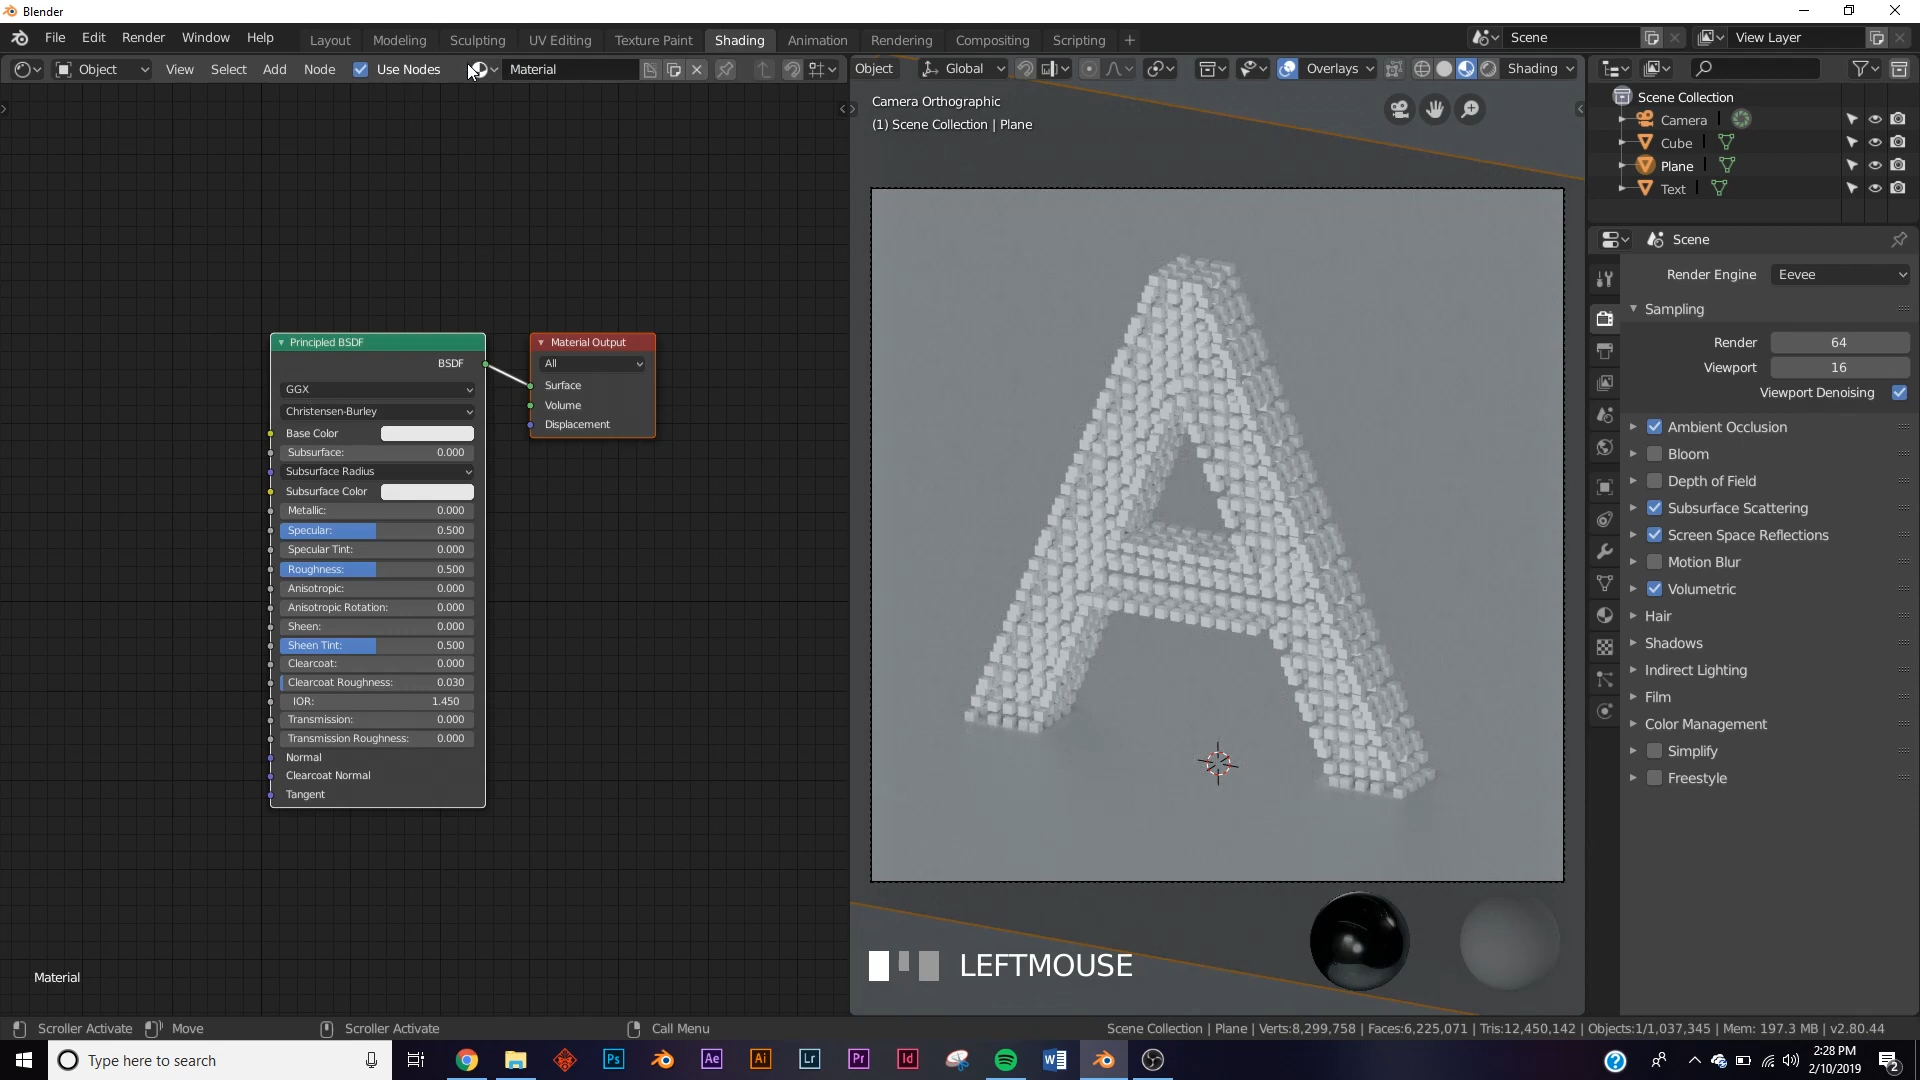 Blender
File Edit Render Window Help Layout Modeling Sculpting UV Editing Texture Paint Shading Animation Rendering Compositing Scripting + Scene View Layer
Object View Select Add Node Use Nodes Material Object Global Overlays Shading
Camera Orthographic
(1) Scene Collection | Plane
Scene Collection
Camera
Cube
Plane
Text
Scene
Render Engine Eevee
Sampling
Render 64
Viewport 16
Viewport Denoising
Ambient Occlusion
Bloom
Depth of Field
Subsurface Scattering
Screen Space Reflections
Motion Blur
Volumetric
Hair
Shadows
Indirect Lighting
Film
Color Management
Simplify
Freestyle
Principled BSDF
BSDF
GGX
Christensen-Burley
Base Color
Subsurface: 0.000
Subsurface Radius
Subsurface Color
Metallic: 0.000
Specular: 0.500
Specular Tint: 0.000
Roughness: 0.500
Anisotropic: 0.000
Anisotropic Rotation: 0.000
Sheen: 0.000
Sheen Tint: 0.500
Clearcoat: 0.000
Clearcoat Roughness: 0.030
IOR: 1.450
Transmission: 0.000
Transmission Roughness: 0.000
Normal
Clearcoat Normal
Tangent
Material Output
All
Surface
Volume
Displacement
A
LEFTMOUSE
Material
Scroller Activate Move Scroller Activate Call Menu Scene Collection | Plane | Verts:8,299,758 | Faces:6,225,071 | Tris:12,450,142 | Objects:1/1,037,345 | Mem: 197.3 MB | v2.80.44
Type here to search Ps Ae Ai Lr Pr Id
2:28 PM
2/10/2019
2